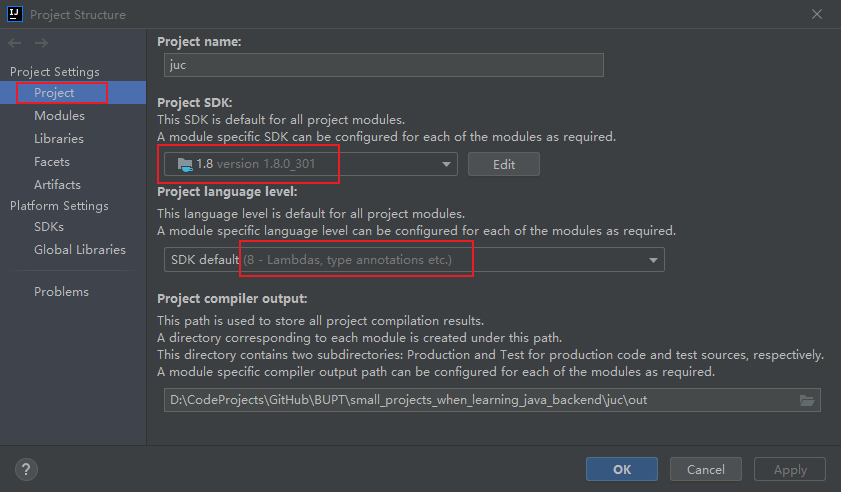 Project Structure
Project Settings
Project
Modules
Libraries
Facets
Artifacts
Platform Settings
SDKs
Global Libraries
Problems
Project name:
juc
Project SDK:
This SDK is default for all project modules.
A module specific SDK can be configured for each of the modules as required.
1.8 version 1.8.0_301
Edit
Project language level:
This language level is default for all project modules.
A module specific language level can be configured for each of the modules as required.
SDK default (8 - Lambdas, type annotations etc.)
Project compiler output:
This path is used to store all project compilation results.
A directory corresponding to each module is created under this path.
This directory contains two subdirectories: Production and Test for production code and test sources, respectively.
A module specific compiler output path can be configured for each of the modules as required.
D:\CodeProjects\GitHub\BUPT\small_projects_when_learning_java_backend\juc\out
?
OK
Cancel
Apply